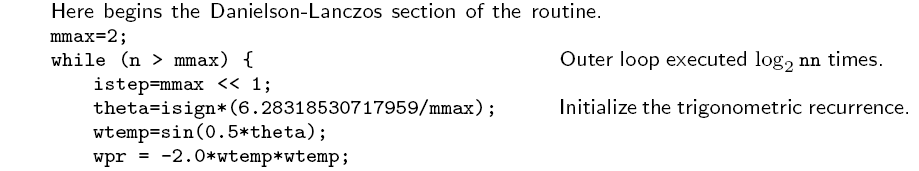 Here begins the Danielson-Lanczos section of the routine.
mmax=2;
while (n > mmax) { Outer loop executed log₂ nn times.
istep=mmax << 1;
theta=isign*(6.28318530717959/mmax); Initialize the trigonometric recurrence.
wtemp=sin(0.5*theta);
wpr = -2.0*wtemp*wtemp;